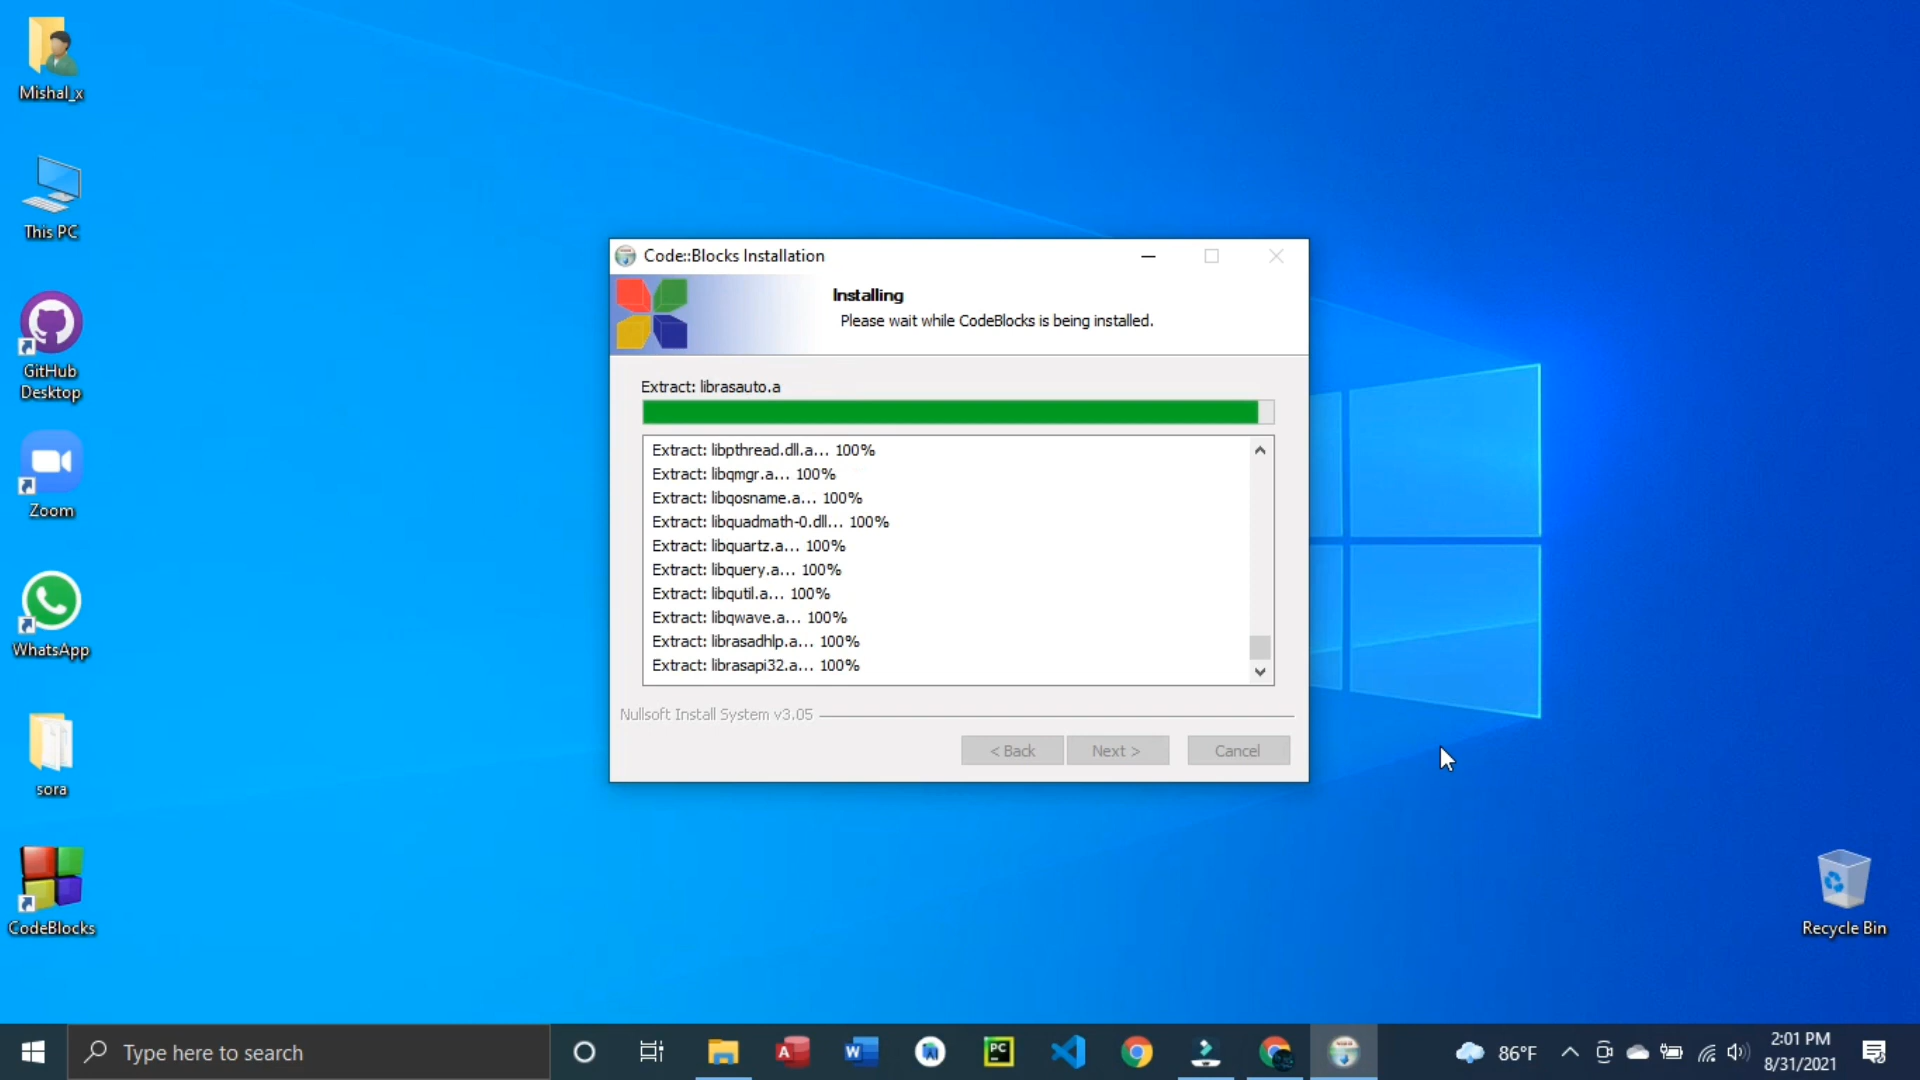 Mishal_x
This PC
GitHub
Desktop
Zoom
WhatsApp
sora
CodeBlocks
Code::Blocks Installation
Installing
Please wait while CodeBlocks is being installed.
Extract: librasauto.a
Extract: libpthread.dll.a... 100%
Extract: libqmgr.a... 100%
Extract: libqosname.a... 100%
Extract: libquadmath-0.dll... 100%
Extract: libquartz.a... 100%
Extract: libquery.a... 100%
Extract: libqutil.a... 100%
Extract: libqwave.a... 100%
Extract: librasadhlp.a... 100%
Extract: librasapi32.a... 100%
Nullsoft Install System v3.05
< Back
Next >
Cancel
Recycle Bin
Type here to search
A
W
PC
86°F
2:01 PM
8/31/2021